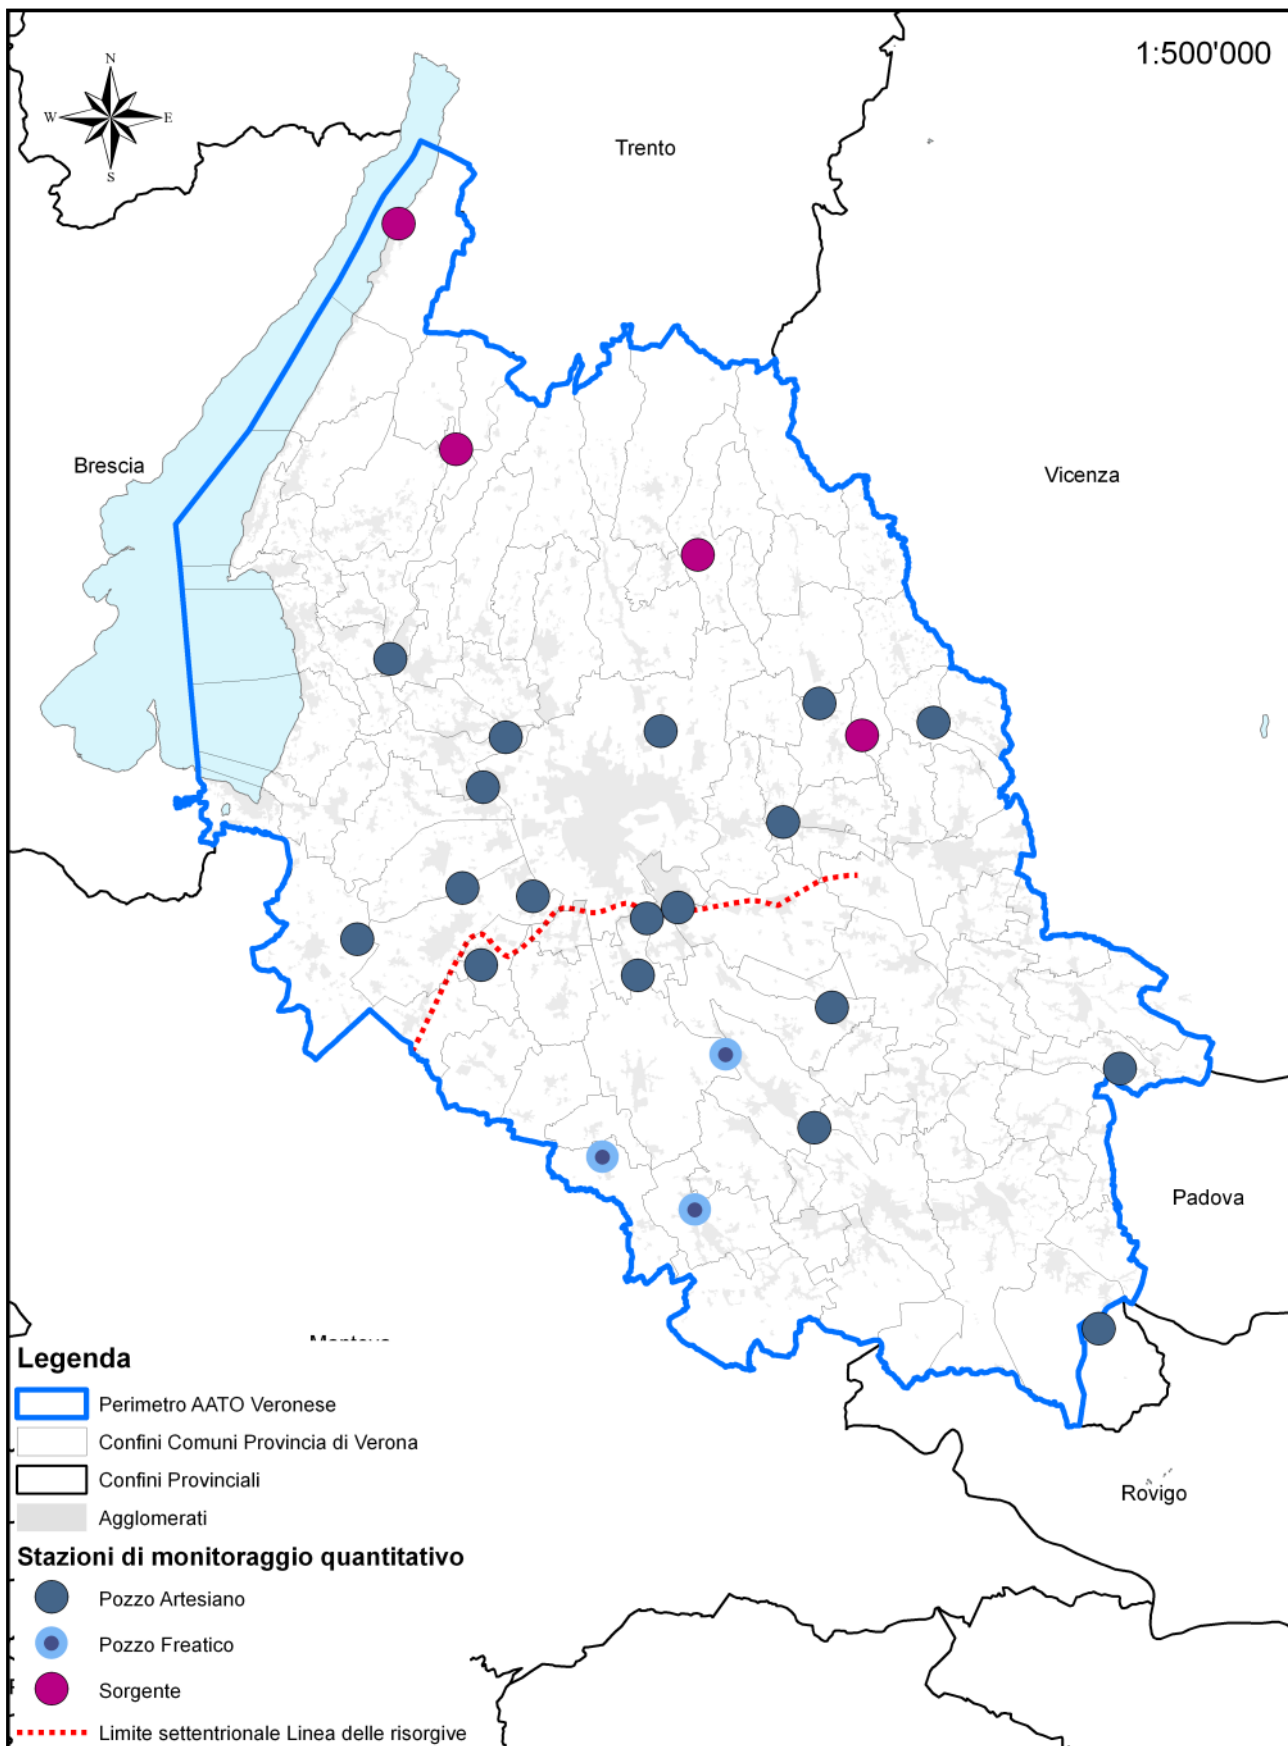 1:500'000
N
W
E
S
Trento
Brescia
Vicenza
Padova
Rovigo
Legenda
Perimetro AATO Veronese
Confini Comuni Provincia di Verona
Confini Provinciali
Agglomerati
Stazioni di monitoraggio quantitativo
Pozzo Artesiano
Pozzo Freatico
Sorgente
Limite settentrionale Linea delle risorgive